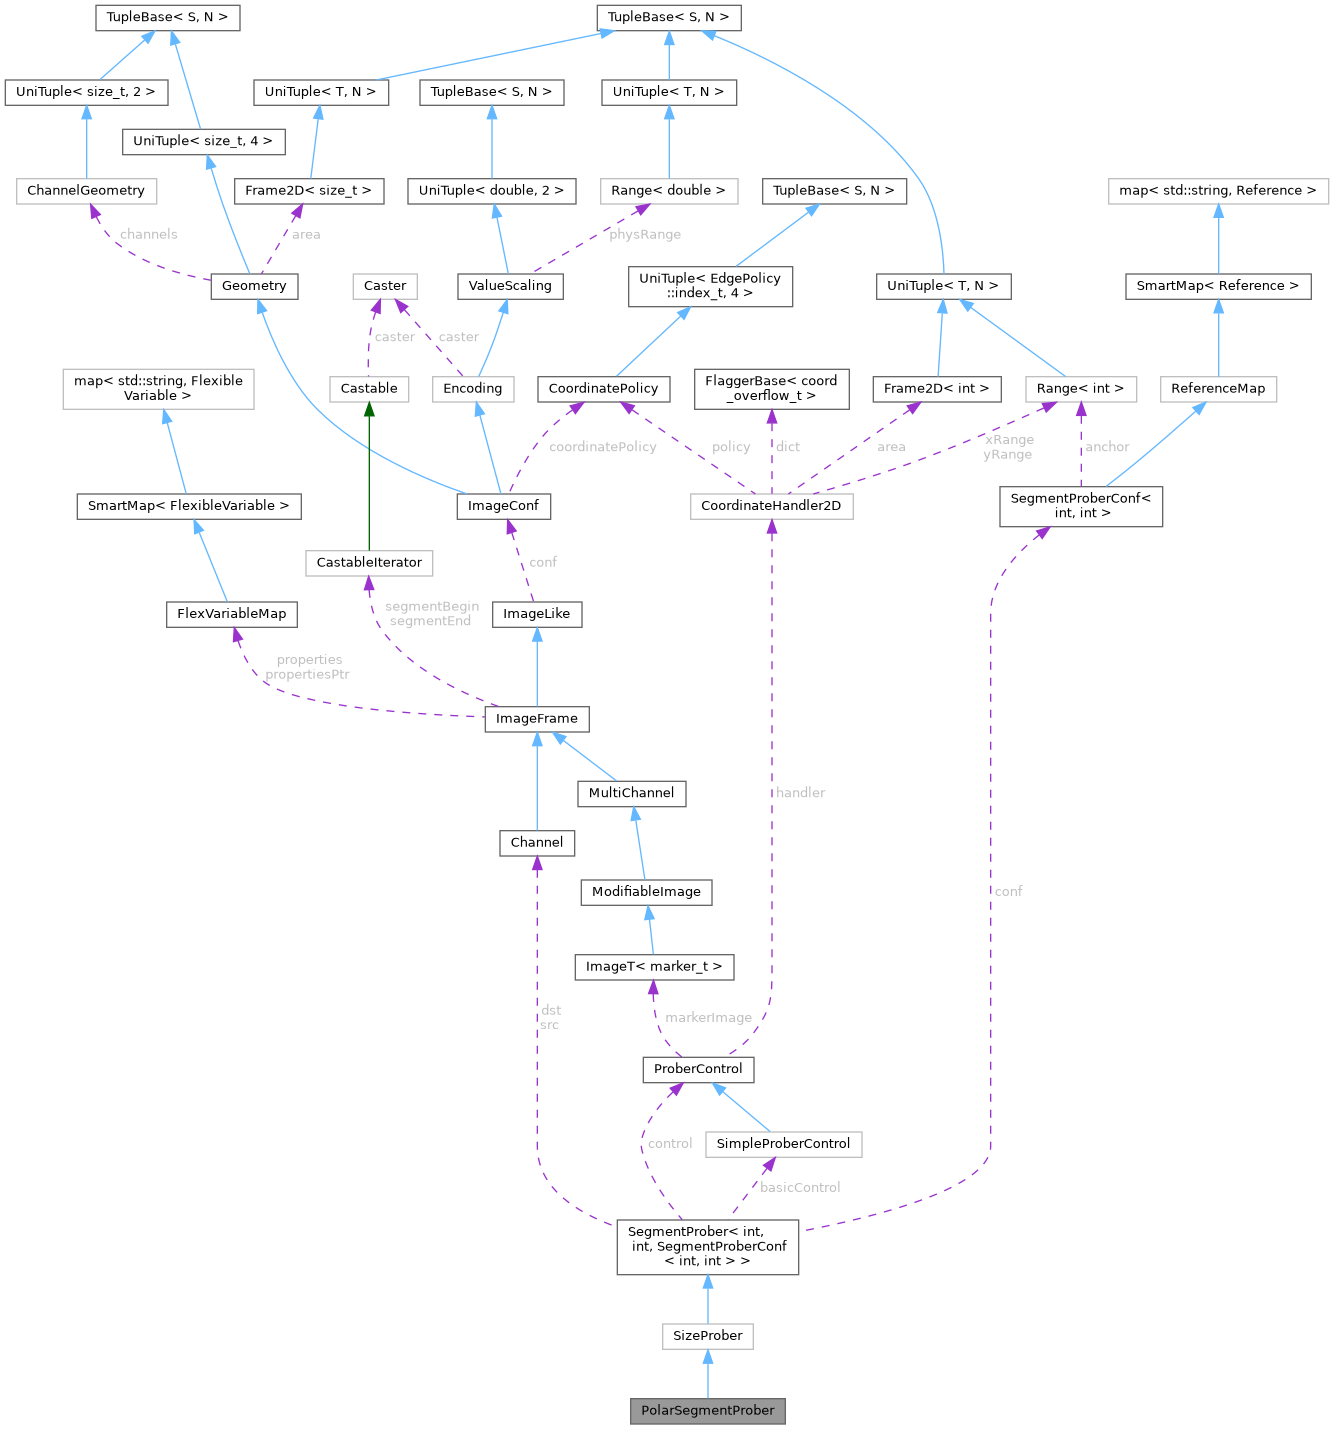 TupleBase< S, N >
TupleBase< S, N >
UniTuple< size_t, 2 >
UniTuple< T, N >
TupleBase< S, N >
UniTuple< T, N >
UniTuple< size_t, 4 >
ChannelGeometry
Frame2D< size_t >
UniTuple< double, 2 >
Range< double >
TupleBase< S, N >
map< std::string, Reference >
channels
area
physRange
Geometry
Caster
ValueScaling
UniTuple< EdgePolicy
::index_t, 4 >
UniTuple< T, N >
SmartMap< Reference >
caster
caster
map< std::string, Flexible
Variable >
Castable
Encoding
CoordinatePolicy
FlaggerBase< coord
_overflow_t >
Frame2D< int >
Range< int >
ReferenceMap
coordinatePolicy
policy
dict
area
xRange
yRange
anchor
SmartMap< FlexibleVariable >
ImageConf
CoordinateHandler2D
SegmentProberConf<
int, int >
CastableIterator
conf
FlexVariableMap
segmentBegin
segmentEnd
ImageLike
properties
propertiesPtr
ImageFrame
MultiChannel
handler
Channel
ModifiableImage
conf
ImageT< marker_t >
dst
src
markerImage
ProberControl
control
SimpleProberControl
basicControl
SegmentProber< int,
int, SegmentProberConf
< int, int > >
SizeProber
PolarSegmentProber